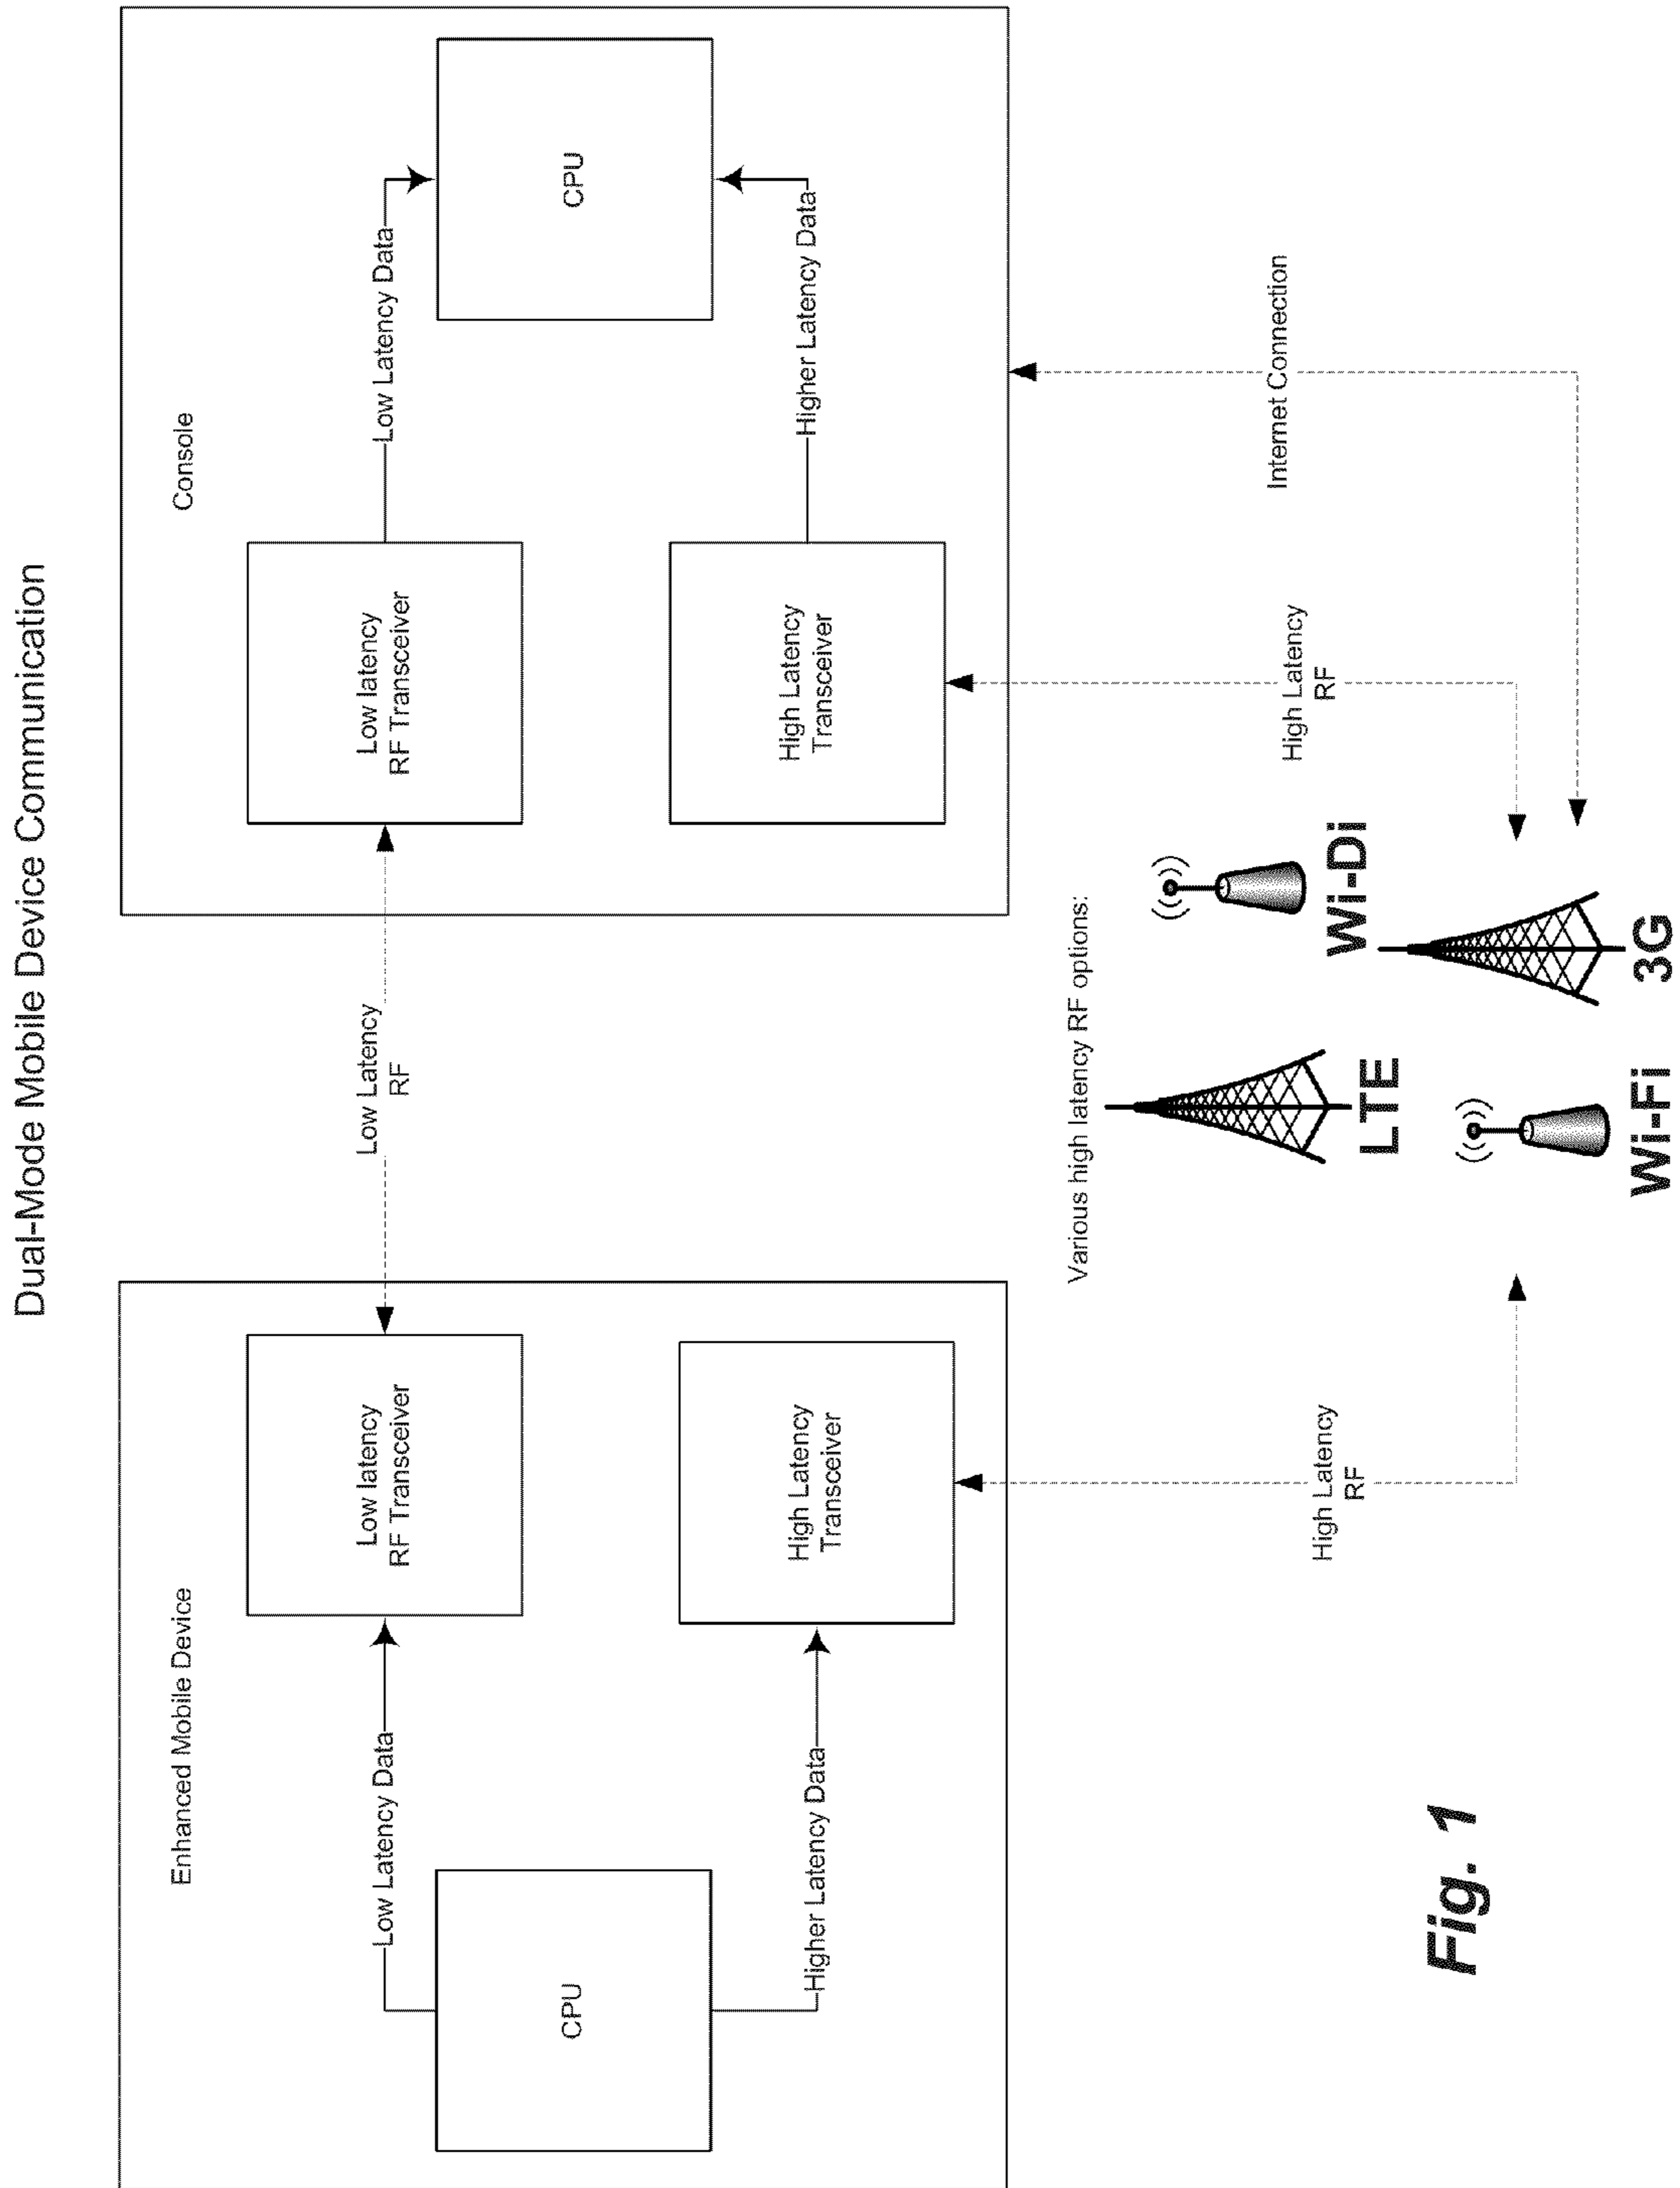 Dual-Mode Mobile Device Communication
Enhanced Mobile Device
CPU
Low Latency Data
Higher Latency Data
Low latency
RF Transceiver
High Latency
Transceiver
Low Latency
RF
Console
Low latency
RF Transceiver
High Latency
Transceiver
Low Latency Data
Higher Latency Data
CPU
High Latency
RF
Various high latency RF options:
LTE
Wi-Di
Wi-Fi
3G
High Latency
RF
Internet Connection
Fig. 1